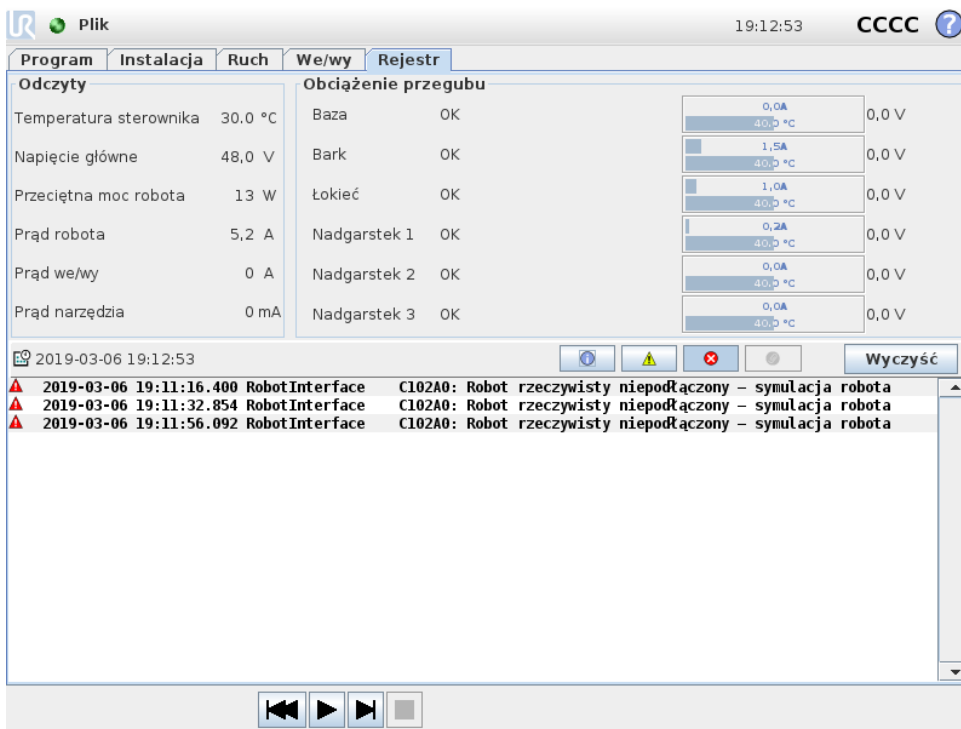 UR Plik 19:12:53 CCCC ?
Program Instalacja Ruch We/wy Rejestr
Odczyty
Temperatura sterownika 30.0 °C
Napięcie główne 48,0 V
Przeciętna moc robota 13 W
Prąd robota 5,2 A
Prąd we/wy 0 A
Prąd narzędzia 0 mA
Obciążenie przegubu
Baza OK 0,0A 40.0 °C 0,0 V
Bark OK 1,5A 40.0 °C 0,0 V
Łokieć OK 1,0A 40.0 °C 0,0 V
Nadgarstek 1 OK 0,2A 40.0 °C 0,0 V
Nadgarstek 2 OK 0,0A 40.0 °C 0,0 V
Nadgarstek 3 OK 0,0A 40.0 °C 0,0 V
2019-03-06 19:12:53 Wyczyść
2019-03-06 19:11:16.400 RobotInterface C102A0: Robot rzeczywisty niepodłączony – symulacja robota
2019-03-06 19:11:32.854 RobotInterface C102A0: Robot rzeczywisty niepodłączony – symulacja robota
2019-03-06 19:11:56.092 RobotInterface C102A0: Robot rzeczywisty niepodłączony – symulacja robota